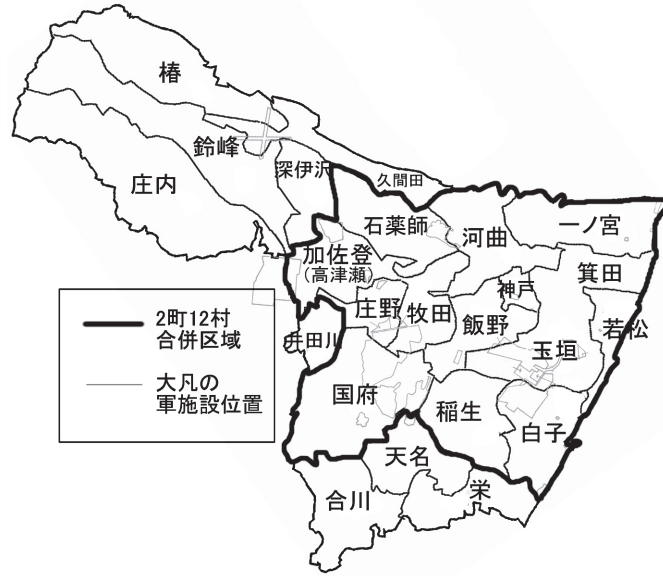 椿
鈴峰
庄内
深伊沢
久間田
石薬師
河曲
一ノ宮
加佐登
(高津瀬)
箕田
神戸
庄野
牧田
飯野
若松
井田川
玉垣
国府
稲生
白子
天名
栄
合川
2町12村
合併区域
大凡の
軍施設位置